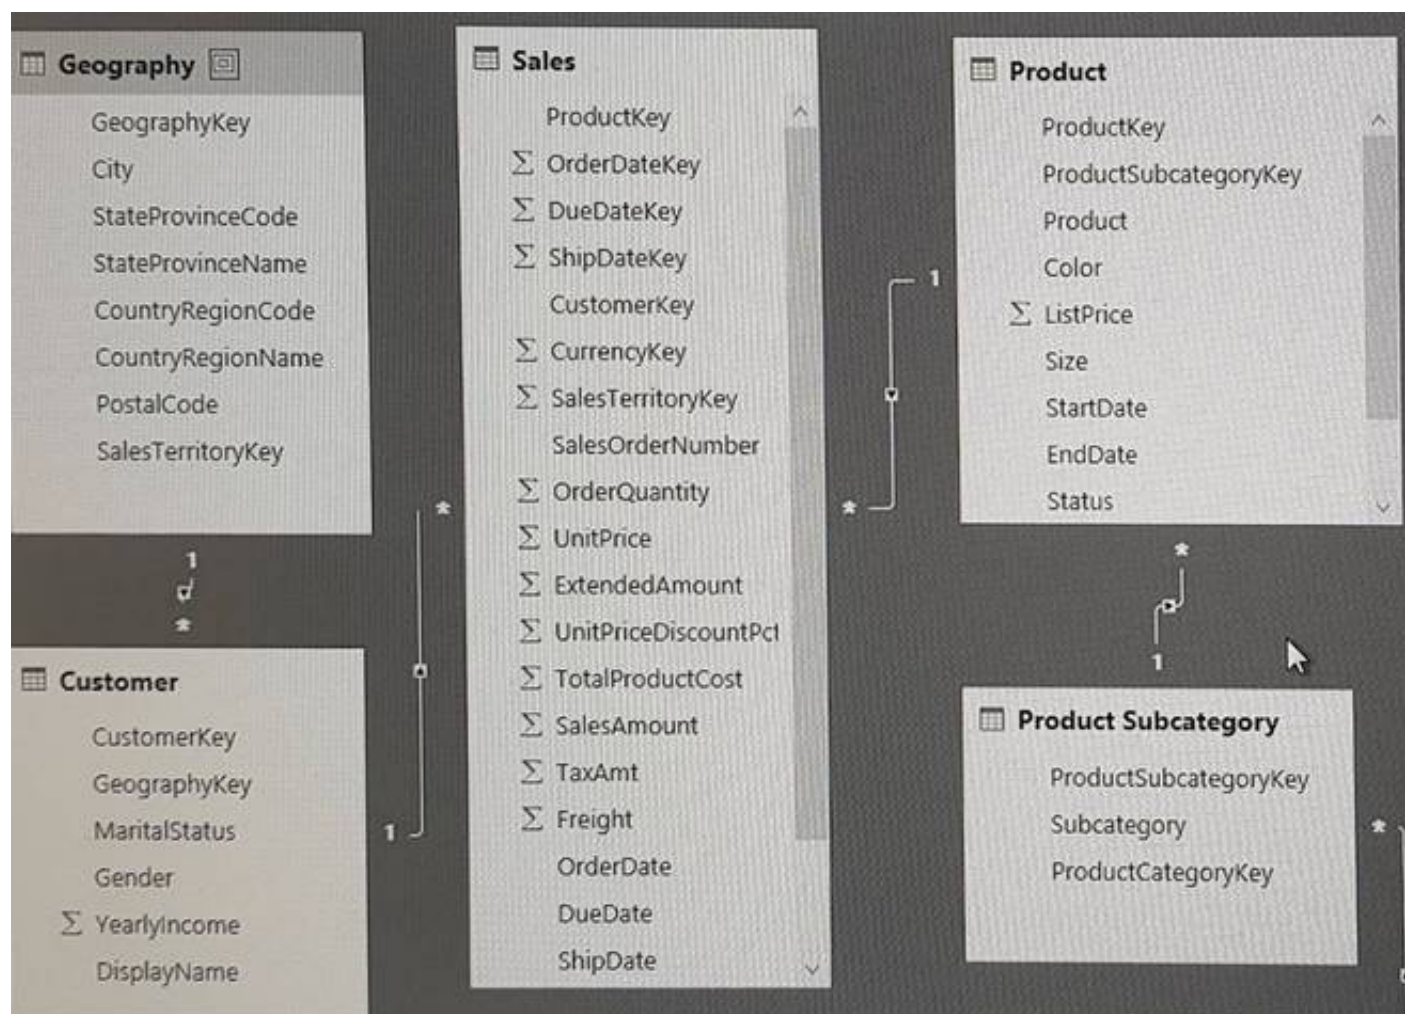 Geography
GeographyKey
City
StateProvinceCode
StateProvinceName
CountryRegionCode
CountryRegionName
PostalCode
SalesTerritoryKey
1
*
Customer
CustomerKey
GeographyKey
MaritalStatus
Gender
∑ YearlyIncome
DisplayName
*
1
Sales
ProductKey
∑ OrderDateKey
∑ DueDateKey
∑ ShipDateKey
CustomerKey
∑ CurrencyKey
∑ SalesTerritoryKey
SalesOrderNumber
∑ OrderQuantity
∑ UnitPrice
∑ ExtendedAmount
∑ UnitPriceDiscountPct
∑ TotalProductCost
∑ SalesAmount
∑ TaxAmt
∑ Freight
OrderDate
DueDate
ShipDate
1
*
Product
ProductKey
ProductSubcategoryKey
Product
Color
∑ ListPrice
Size
StartDate
EndDate
Status
*
1
Product Subcategory
ProductSubcategoryKey
Subcategory
ProductCategoryKey
*